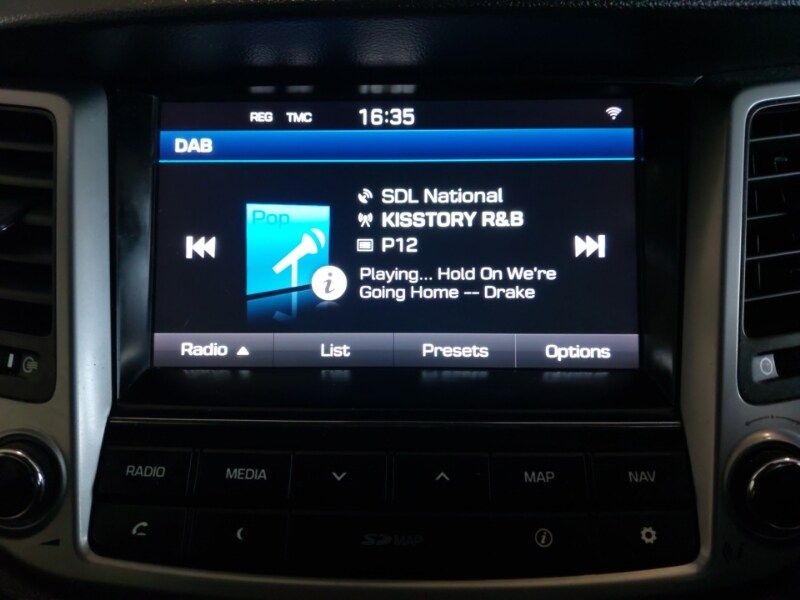 REG TMC 16:35
DAB
Pop
SDL National
KISSTORY R&B
P12
Playing... Hold On We're
Going Home -- Drake
i
Radio List Presets Options
RADIO MEDIA MAP NAV
SD MAP i